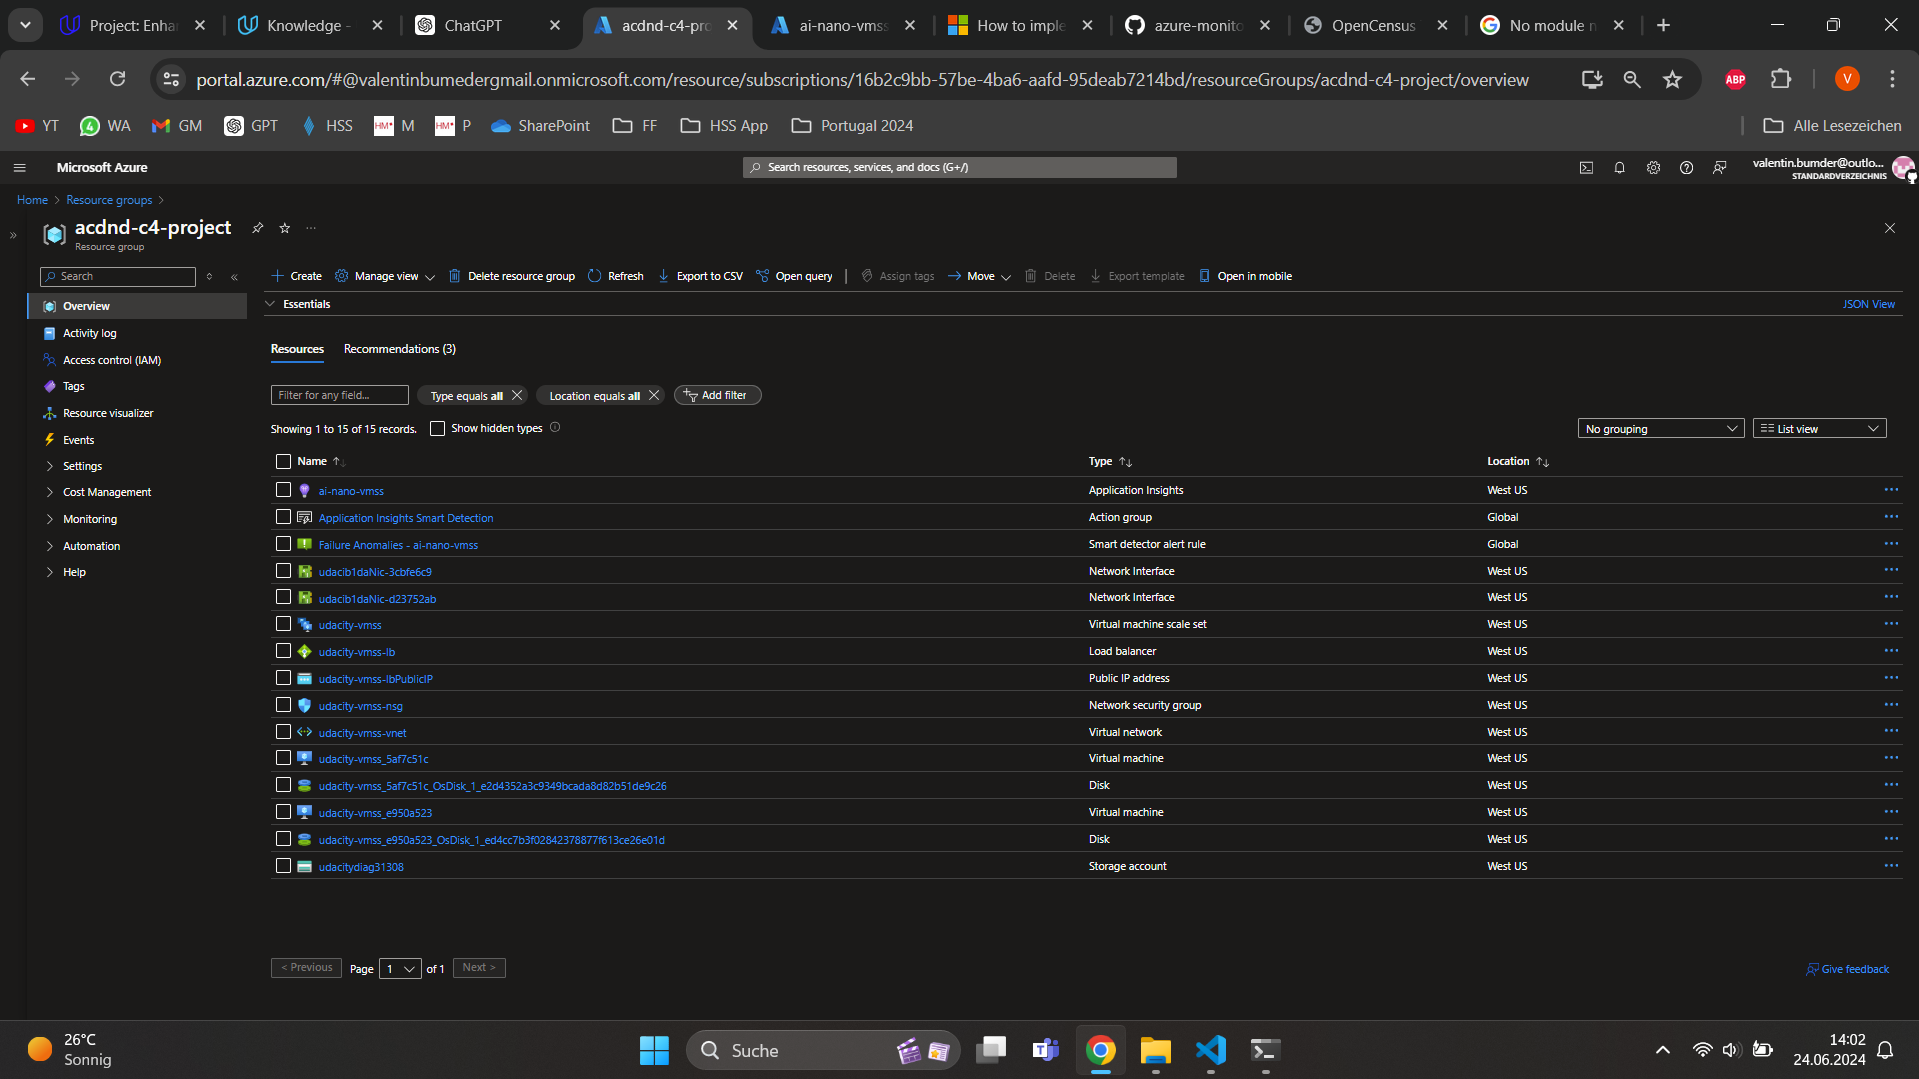 Project: Enhan
Knowledge -
ChatGPT
acdnd-c4-pro
ai-nano-vmss
How to imple
azure-monito
OpenCensus
No module n
portal.azure.com/#@valentinbumedergmail.onmicrosoft.com/resource/subscriptions/16b2c9bb-57be-4ba6-aafd-95deab7214bd/resourceGroups/acdnd-c4-project/overview
ABP
V
YT
4 WA
GM
GPT
HSS
HM M
HM P
SharePoint
FF
HSS App
Portugal 2024
Alle Lesezeichen
Microsoft Azure
Search resources, services, and docs (G+/)
valentin.bumder@outlo...
STANDARDVERZEICHNIS
Home > Resource groups >
acdnd-c4-project
Resource group
Search
Create
Manage view
Delete resource group
Refresh
Export to CSV
Open query
Assign tags
Move
Delete
Export template
Open in mobile
Essentials
JSON View
Overview
Activity log
Access control (IAM)
Tags
Resource visualizer
Events
Settings
Cost Management
Monitoring
Automation
Help
Resources
Recommendations (3)
Filter for any field...
Type equals all
Location equals all
Add filter
Showing 1 to 15 of 15 records.
Show hidden types
No grouping
List view
Name Type Location
ai-nano-vmss Application Insights West US
Application Insights Smart Detection Action group Global
Failure Anomalies - ai-nano-vmss Smart detector alert rule Global
udacib1daNic-3cbfe6c9 Network Interface West US
udacib1daNic-d23752ab Network Interface West US
udacity-vmss Virtual machine scale set West US
udacity-vmss-lb Load balancer West US
udacity-vmss-lbPublicIP Public IP address West US
udacity-vmss-nsg Network security group West US
udacity-vmss-vnet Virtual network West US
udacity-vmss_5af7c51c Virtual machine West US
udacity-vmss_5af7c51c_OsDisk_1_e2d4352a3c9349bcada8d82b51de9c26 Disk West US
udacity-vmss_e950a523 Virtual machine West US
udacity-vmss_e950a523_OsDisk_1_ed4cc7b3f02842378877f613ce26e01d Disk West US
udacitydiag31308 Storage account West US
< Previous
Page 1 of 1
Next >
Give feedback
26°C
Sonnig
Suche
14:02
24.06.2024